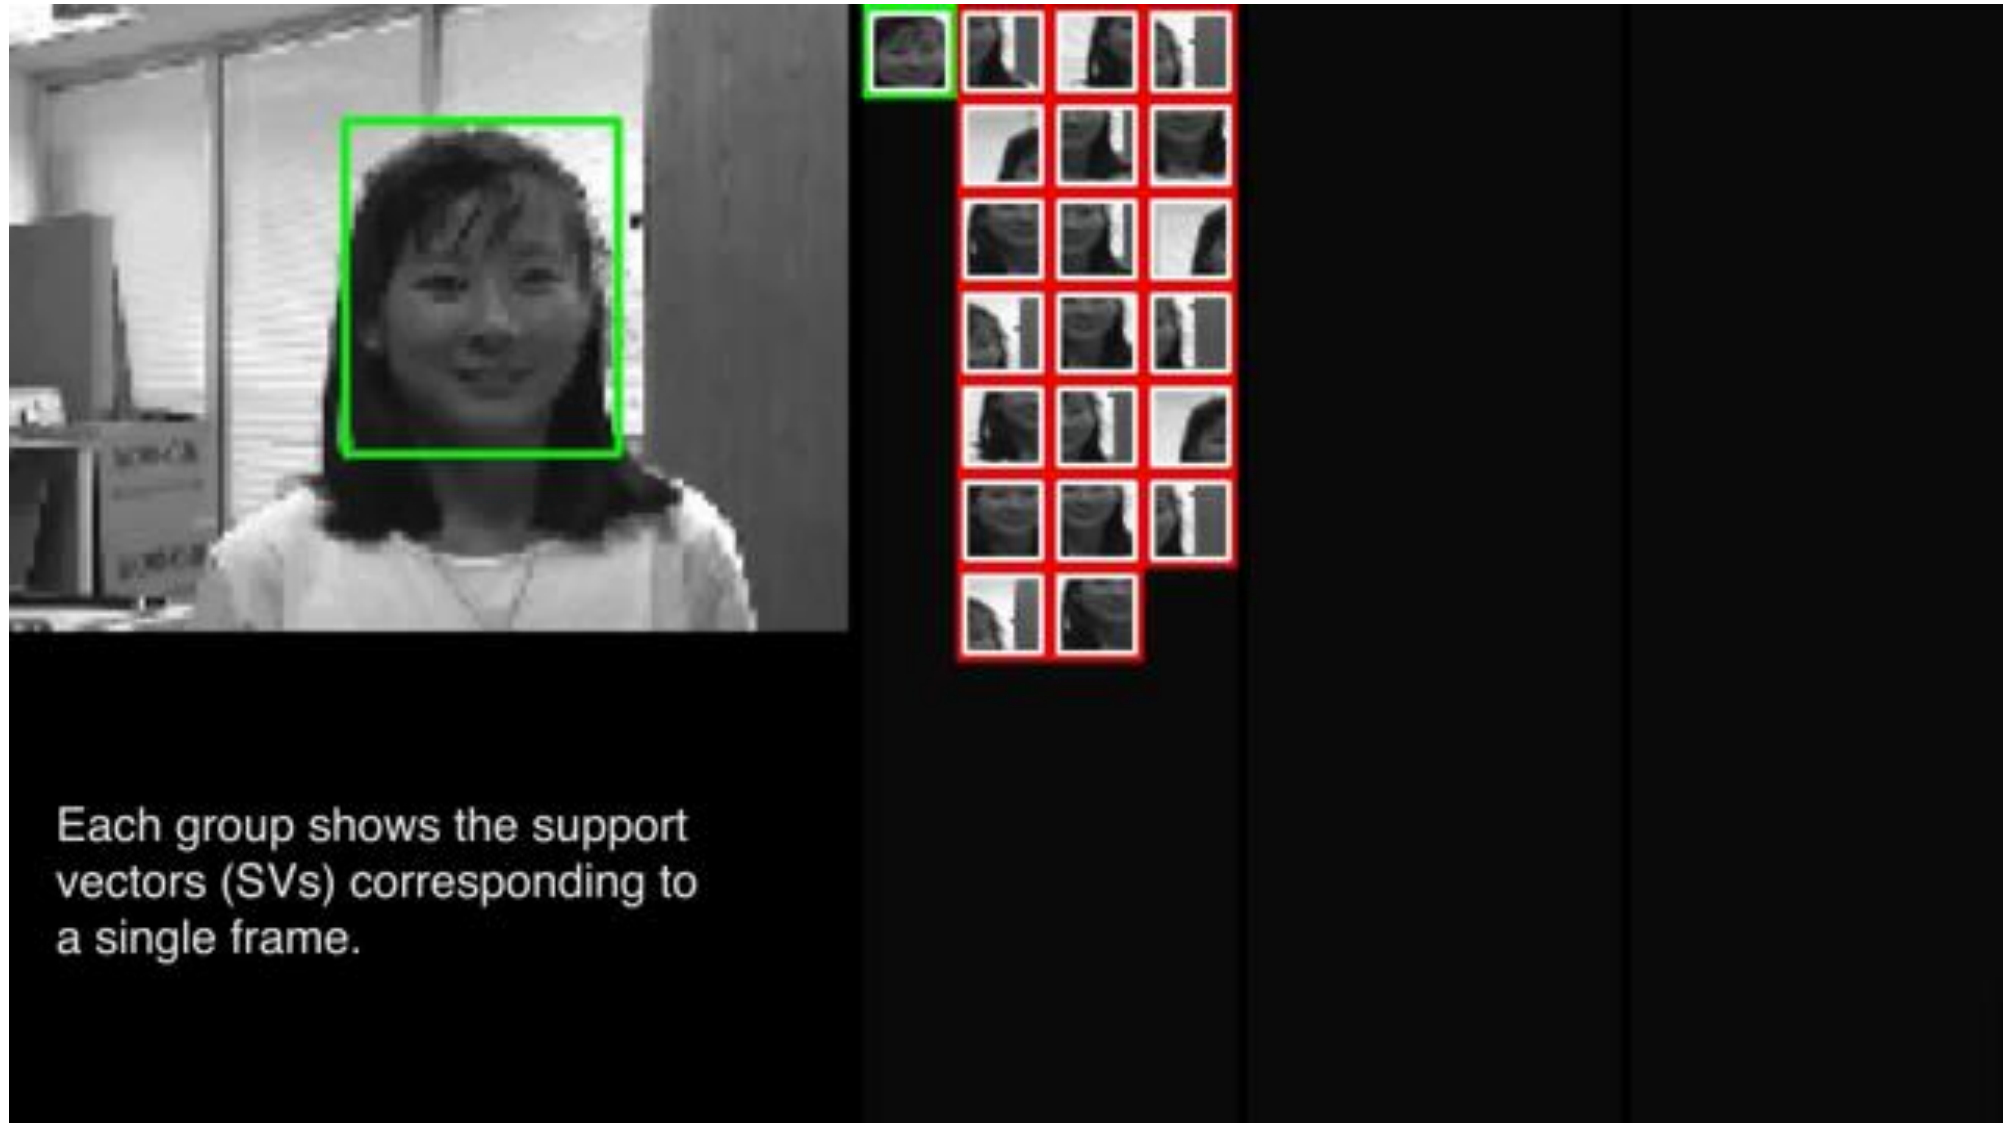 Each group shows the support
vectors (SVs) corresponding to
a single frame.